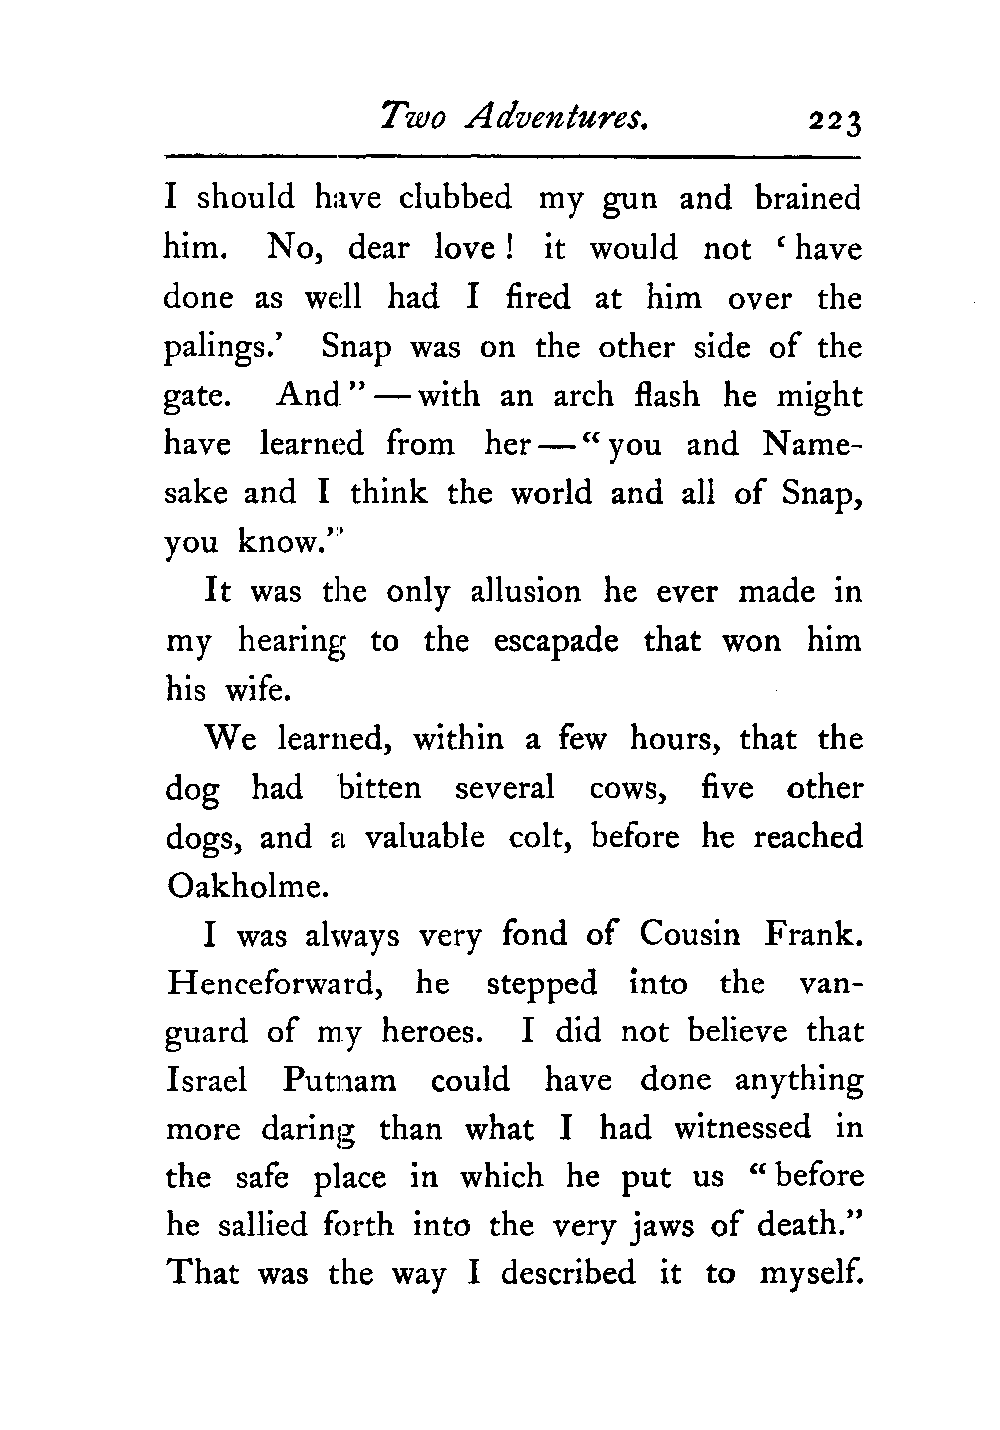 Two Adventures. 223
I should have clubbed my gun and brained
him. No, dear love! it would not ‘have
done as well had I fired at him over the
palings.’ Snap was on the other side of the
gate. And”—with an arch flash he might
have learned from her—“you and Name-
sake and I think the world and all of Snap,
you know.”
It was the only allusion he ever made in
my hearing to the escapade that won him
his wife.
We learned, within a few hours, that the
dog had bitten several cows, five other
dogs, and a valuable colt, before he reached
Oakholme.
I was always very fond of Cousin Frank.
Henceforward, he stepped into the van-
guard of my heroes. I did not believe that
Israel Putnam could have done anything
more daring than what I had witnessed in
the safe place in which he put us “before
he sallied forth into the very jaws of death.”
That was the way I described it to myself.